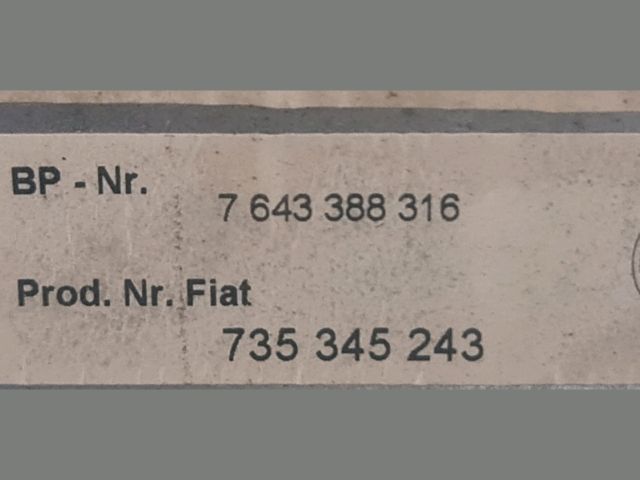 BP - Nr.
7 643 388 316
Prod. Nr. Fiat
735 345 243